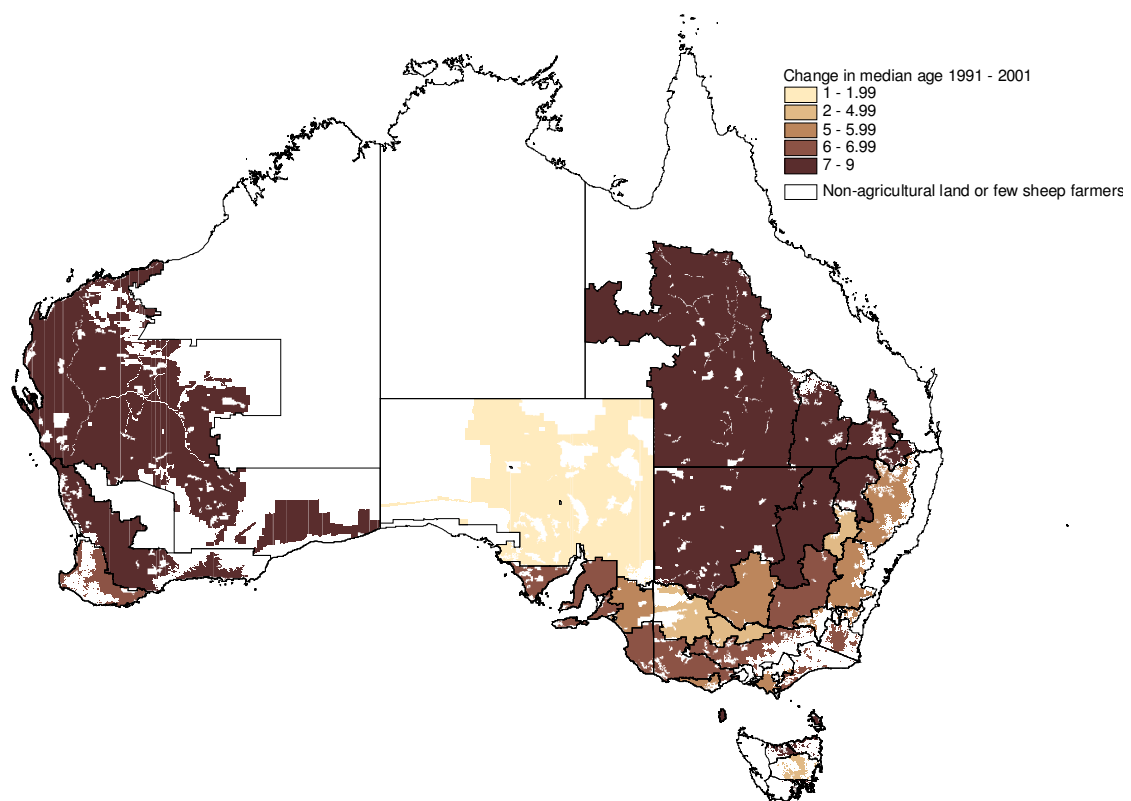 Change in median age 1991 - 2001
1 - 1.99
2 - 4.99
5 - 5.99
6 - 6.99
7 - 9
Non-agricultural land or few sheep farmers